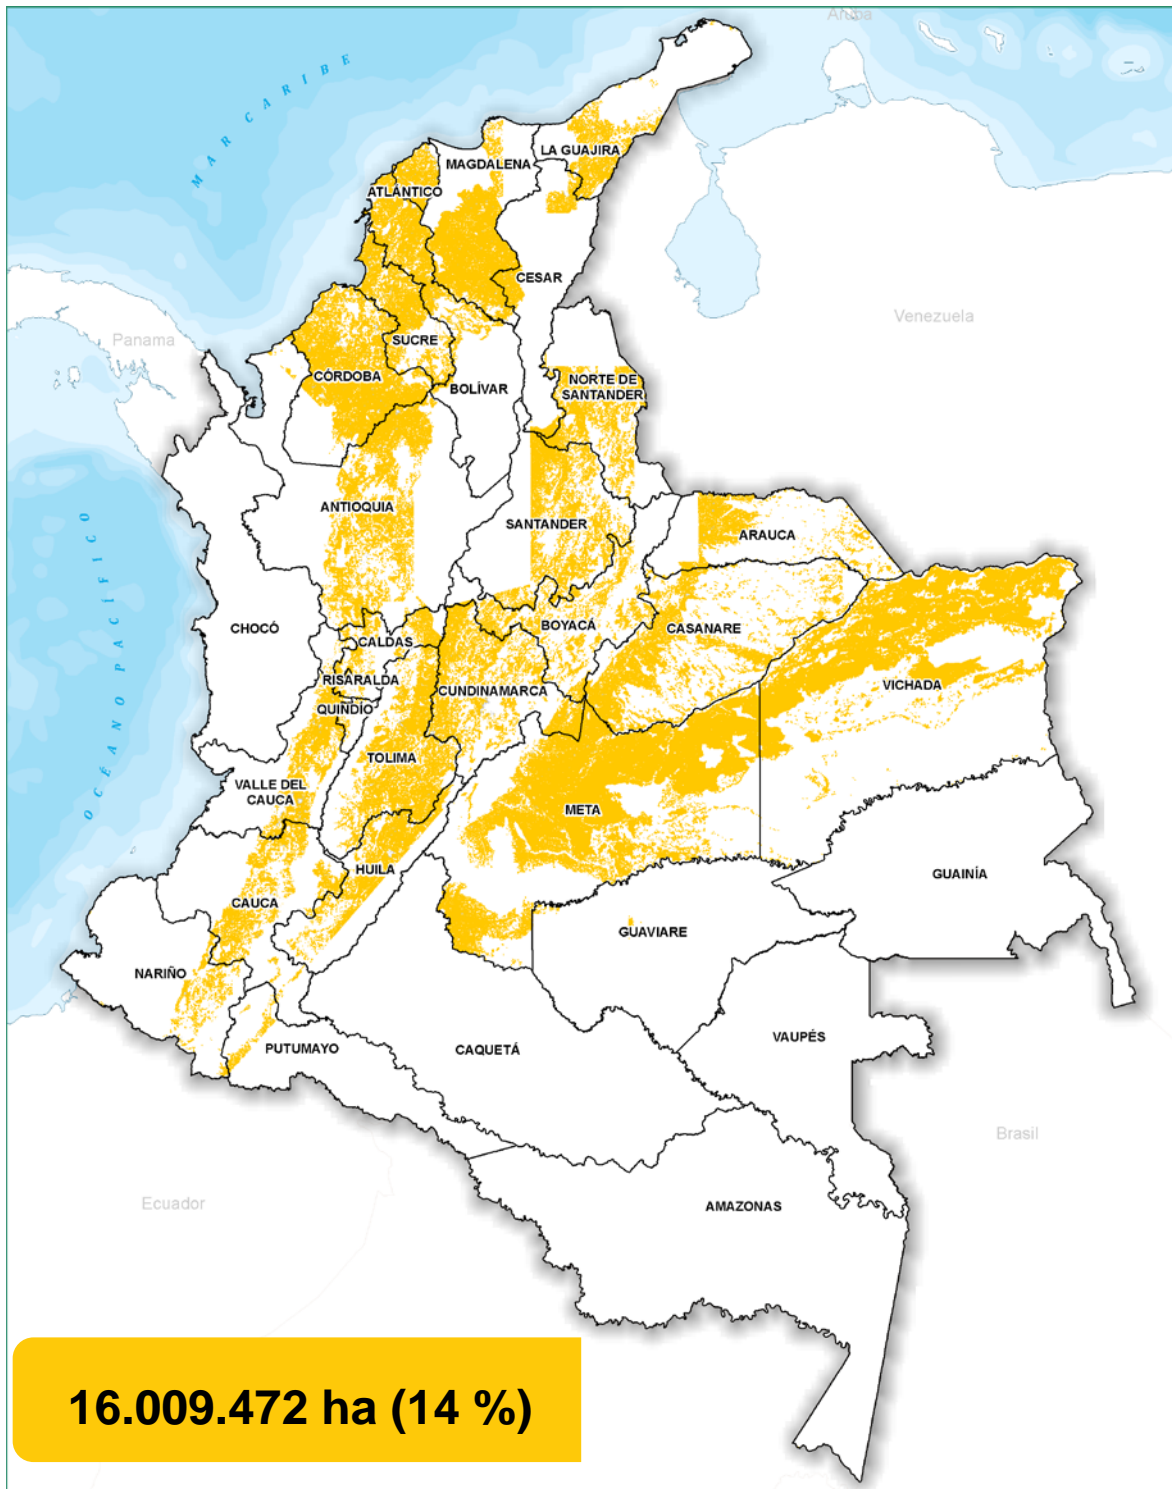 Aruba
MAR CARIBE
LA GUAJIRA
MAGDALENA
ATLÁNTICO
CESAR
Venezuela
Panama
SUCRE
CÓRDOBA
BOLÍVAR
NORTE DE
SANTANDER
ANTIOQUIA
SANTANDER
ARAUCA
OCÉANO PACÍFICO
CHOCÓ
CALDAS
BOYACÁ
CASANARE
RISARALDA
CUNDINAMARCA
VICHADA
QUINDÍO
TOLIMA
VALLE DEL
CAUCA
META
HUILA
GUAINÍA
CAUCA
GUAVIARE
NARIÑO
VAUPÉS
PUTUMAYO
CAQUETÁ
Brasil
Ecuador
AMAZONAS
16.009.472 ha (14 %)